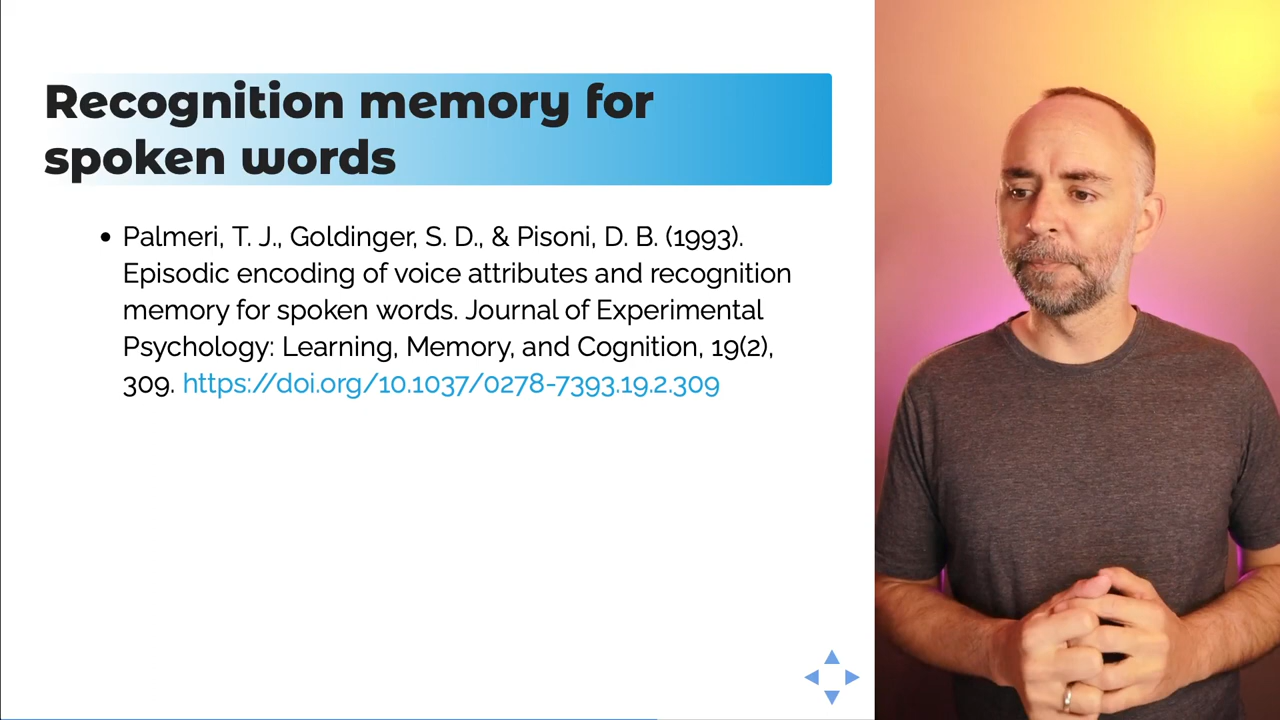 Recognition memory for
spoken words
• Palmeri, T. J., Goldinger, S. D., & Pisoni, D. B. (1993).
Episodic encoding of voice attributes and recognition
memory for spoken words. Journal of Experimental
Psychology: Learning, Memory, and Cognition, 19(2),
309. https://doi.org/10.1037/0278-7393.19.2.309